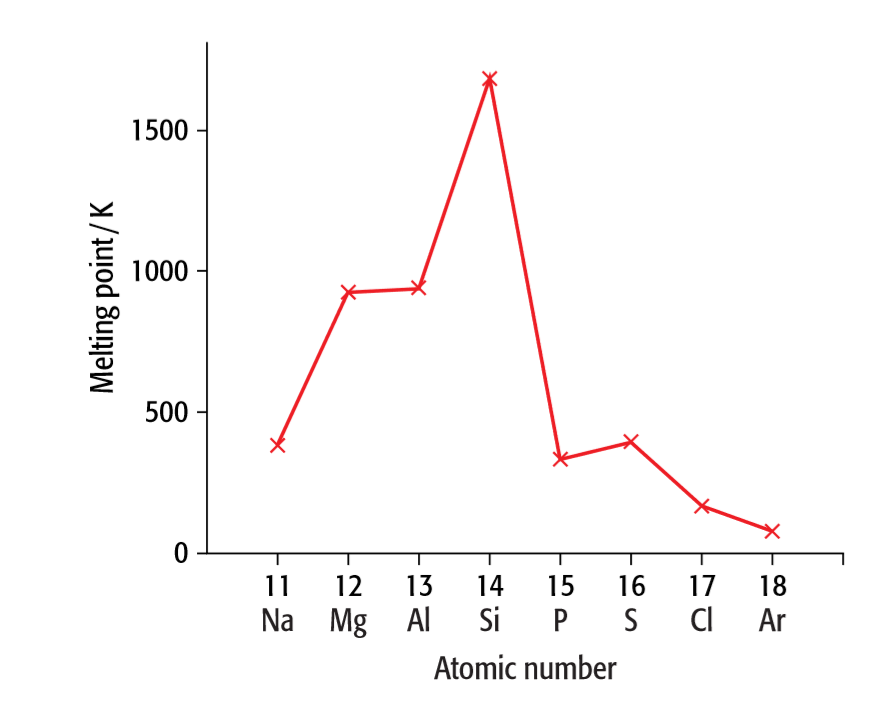 Melting point / K
1500
1000
500
0
11 12 13 14 15 16 17 18
Na Mg Al Si P S Cl Ar
Atomic number